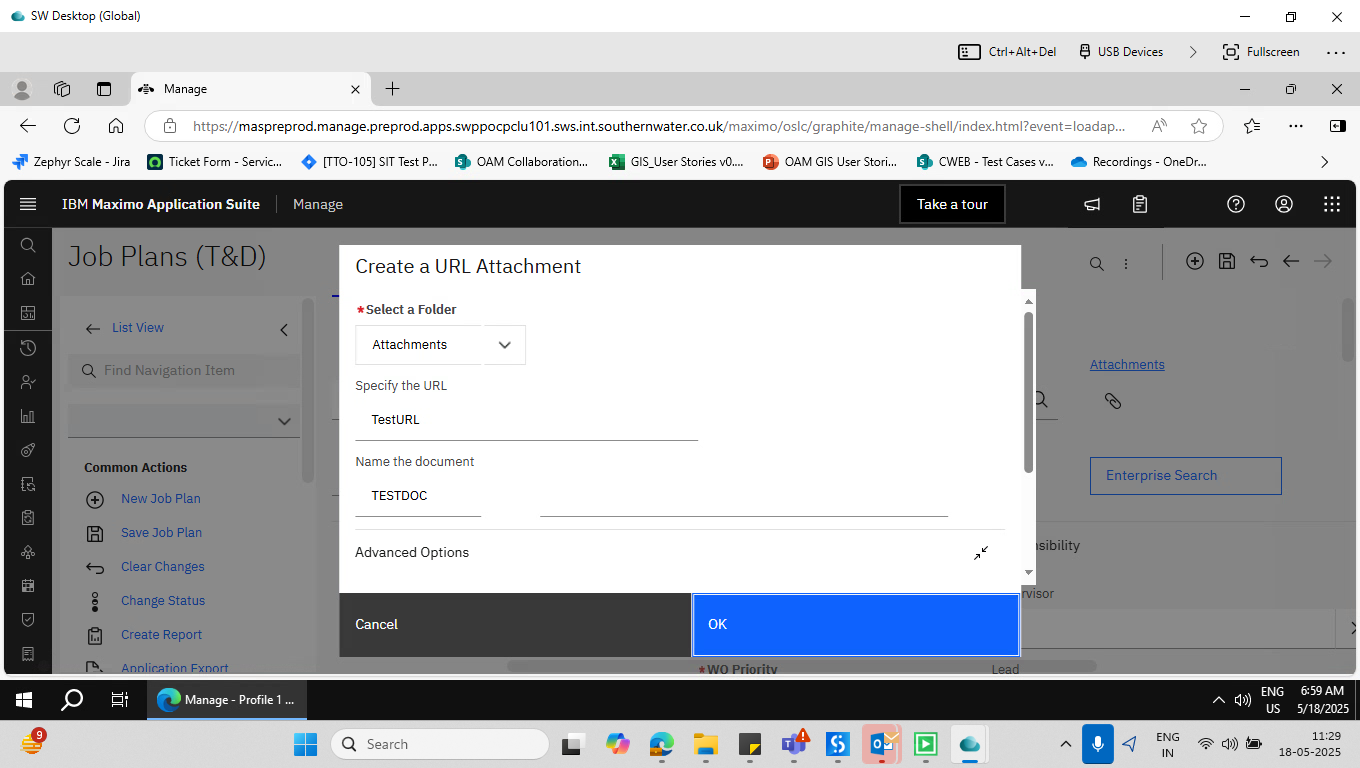 SW Desktop (Global)
Ctrl+Alt+Del
USB Devices
Fullscreen
Manage
https://maspreprod.manage.preprod.apps.swppocpclu101.sws.int.southernwater.co.uk/maximo/oslc/graphite/manage-shell/index.html?event=loadap...
Zephyr Scale - Jira
Ticket Form - Servic...
[TTO-105] SIT Test P...
OAM Collaboration...
GIS_User Stories v0....
OAM GIS User Stori...
CWEB - Test Cases v...
Recordings - OneDr...
IBM Maximo Application Suite
Manage
Take a tour
Job Plans (T&D)
List View
Find Navigation Item
Common Actions
New Job Plan
Save Job Plan
Clear Changes
Change Status
Create Report
Application Export
Create a URL Attachment
*Select a Folder
Attachments
Specify the URL
TestURL
Name the document
TESTDOC
Advanced Options
Cancel
OK
Attachments
Enterprise Search
nsibility
rvisor
*WO Priority
Lead
Manage - Profile 1 ...
ENG
US
6:59 AM
5/18/2025
9
Search
ENG
IN
11:29
18-05-2025